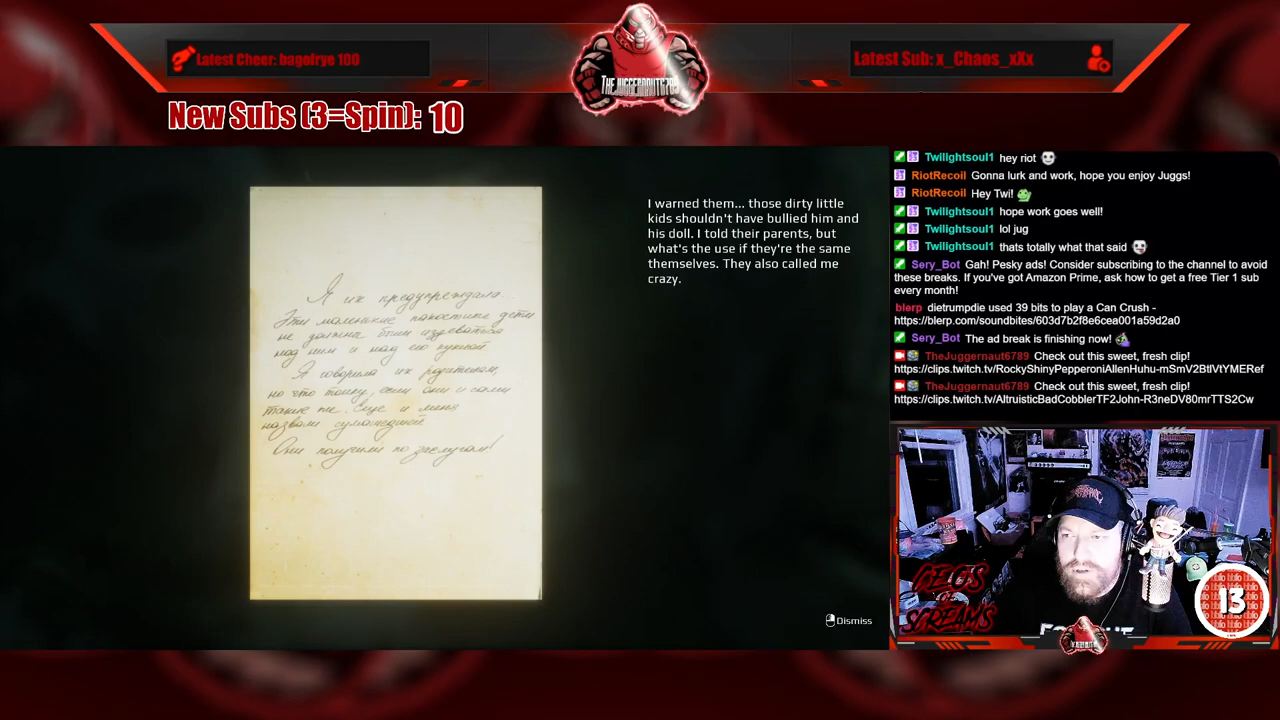 Latest Cheer: bagofrye 100
THEJUGGERNAUT6789
Latest Sub: x_Chaos_xXx
New Subs (3=Spin): 10
Я их предупреждала.
Эти маленькие пакостные дети
не должны были издеваться
над ним и над его куклой
Я говорила их родителям,
но что толку, если они и сами
такие же. Еще и меня
назвали сумасшедшей
Они получили по заслугам!
I warned them... those dirty little
kids shouldn't have bullied him and
his doll. I told their parents, but
what's the use if they're the same
themselves. They also called me
crazy.
Dismiss
Twilightsoul1 hey riot
RiotRecoil Gonna lurk and work, hope you enjoy Juggs!
RiotRecoil Hey Twi!
Twilightsoul1 hope work goes well!
Twilightsoul1 lol jug
Twilightsoul1 thats totally what that said
Sery_Bot Gah! Pesky ads! Consider subscribing to the channel to avoid
these breaks. If you've got Amazon Prime, ask how to get a free Tier 1 sub
every month!
blerp dietrumpdie used 39 bits to play a Can Crush -
https://blerp.com/soundbites/603d7b2f8e6cea001a59d2a0
Sery_Bot The ad break is finishing now!
TheJuggernaut6789 Check out this sweet, fresh clip!
https://clips.twitch.tv/RockyShinyPepperoniAllenHuhu-mSmV2BtlVtYMERef
TheJuggernaut6789 Check out this sweet, fresh clip!
https://clips.twitch.tv/AltruisticBadCobblerTF2John-R3neDV80mrTTS2Cw
SCREAMS
13